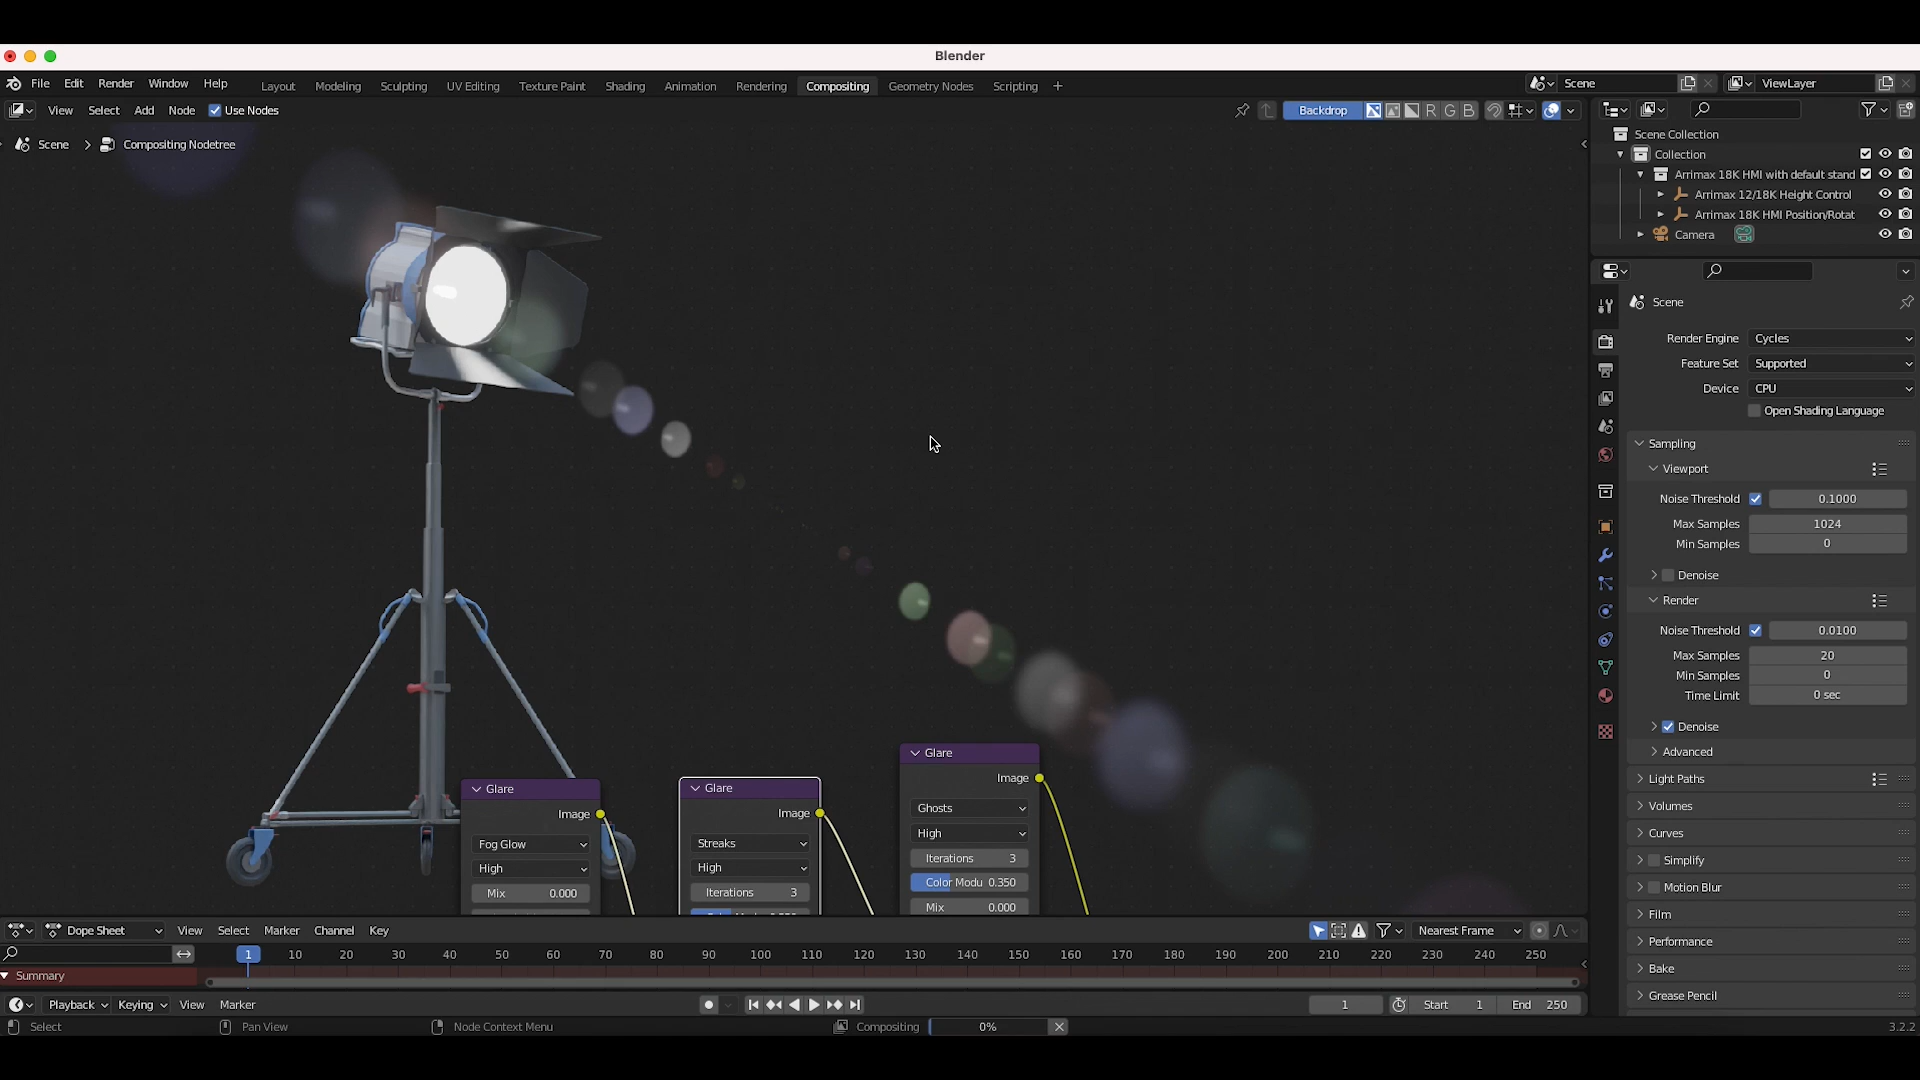 Blender
File Edit Render Window Help Layout Modeling Sculpting UV Editing Texture Paint Shading Animation Rendering Compositing Geometry Nodes Scripting + Scene ViewLayer
View Select Add Node Use Nodes Backdrop R G B
Scene > Compositing Nodetree
Scene Collection
Collection
Arrimax 18K HMI with default stand
Arrimax 12/18K Height Control
Arrimax 18K HMI Position/Rotat
Camera
Scene
Render Engine Cycles
Feature Set Supported
Device CPU
Open Shading Language
Sampling
Viewport
Noise Threshold 0.1000
Max Samples 1024
Min Samples 0
Denoise
Render
Noise Threshold 0.0100
Max Samples 20
Min Samples 0
Time Limit 0 sec
Denoise
Advanced
Light Paths
Volumes
Curves
Simplify
Motion Blur
Film
Performance
Bake
Grease Pencil
Glare
Image
Fog Glow
High
Mix 0.000
Glare
Image
Streaks
High
Iterations 3
Glare
Image
Ghosts
High
Iterations 3
Color Modu 0.350
Mix 0.000
Dope Sheet View Select Marker Channel Key Nearest Frame
1 10 20 30 40 50 60 70 80 90 100 110 120 130 140 150 160 170 180 190 200 210 220 230 240 250
Summary
Playback Keying View Marker 1 Start 1 End 250
Select Pan View Node Context Menu Compositing 0% 3.2.2